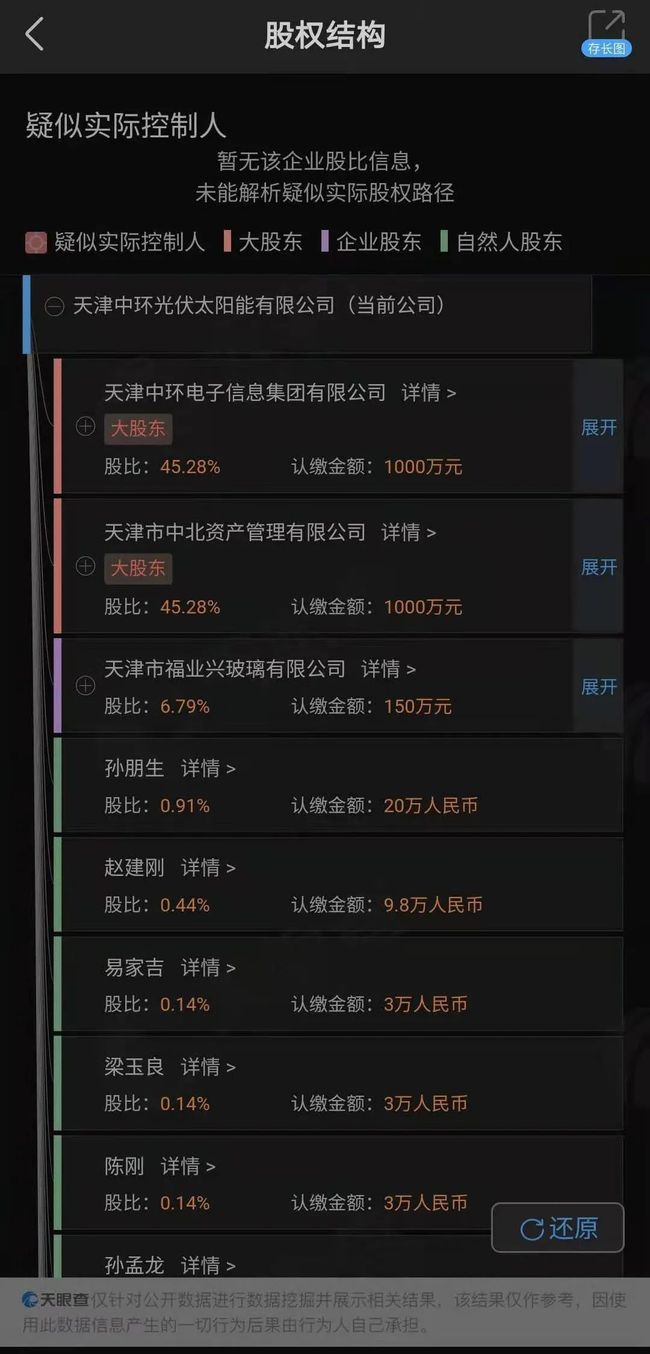 股权结构
存长图
疑似实际控制人
暂无该企业股比信息，
未能解析疑似实际股权路径
疑似实际控制人 大股东 企业股东 自然人股东
天津中环光伏太阳能有限公司（当前公司）
天津中环电子信息集团有限公司 详情 >
大股东
展开
股比：45.28% 认缴金额：1000万元
天津市中北资产管理有限公司 详情 >
大股东
展开
股比：45.28% 认缴金额：1000万元
天津市福业兴玻璃有限公司 详情 >
展开
股比：6.79% 认缴金额：150万元
孙朋生 详情 >
股比：0.91% 认缴金额：20万人民币
赵建刚 详情 >
股比：0.44% 认缴金额：9.8万人民币
易家吉 详情 >
股比：0.14% 认缴金额：3万人民币
梁玉良 详情 >
股比：0.14% 认缴金额：3万人民币
陈刚 详情 >
股比：0.14% 认缴金额：3万人民币
还原
孙孟龙 详情 >
天眼查仅针对公开数据进行数据挖掘并展示相关结果，该结果仅作参考，因使
用此数据信息产生的一切行为后果由行为人自己承担。